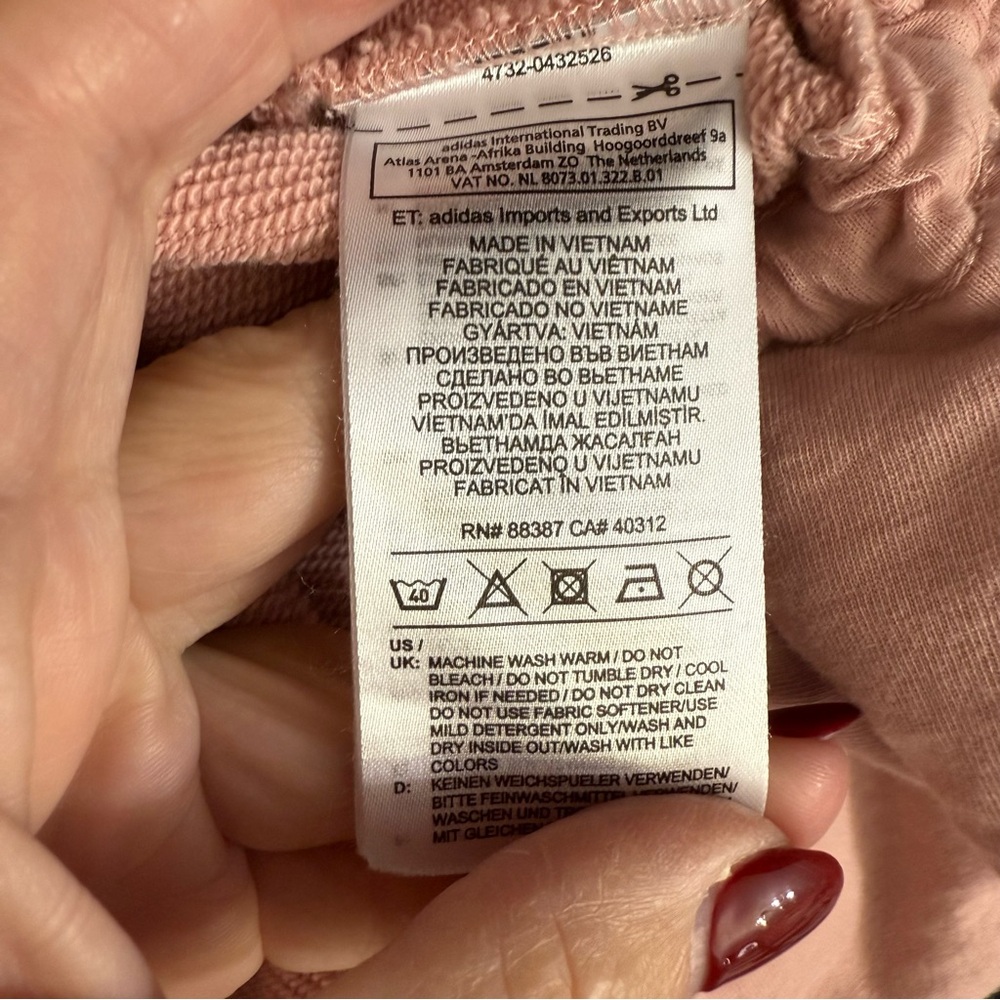 4732-0432526
adidas International Trading BV
Atlas Arena -Afrika Building Hoogoorddreef 9a
1101 BA Amsterdam ZO The Netherlands
VAT NO. NL 8073.01.322.B.01
ET: adidas Imports and Exports Ltd
MADE IN VIETNAM
FABRIQUÉ AU VIÊTNAM
FABRICADO EN VIETNAM
FABRICADO NO VIETNAME
GYÁRTVA: VIETNÁM
ПРОИЗВЕДЕНО ВЪВ ВИЕТНАМ
СДЕЛАНО ВО ВЬЕТНАМЕ
PROIZVEDENO U VIJETNAMU
VİETNAM'DA İMAL EDİLMİŞTİR.
ВЬЕТНАМДА ЖАСАЛҒАН
PROIZVEDENO U VIJETNAMU
FABRICAT ÎN VIETNAM
RN# 88387 CA# 40312
40
US /
UK: MACHINE WASH WARM / DO NOT
BLEACH / DO NOT TUMBLE DRY / COOL
IRON IF NEEDED / DO NOT DRY CLEAN
DO NOT USE FABRIC SOFTENER/USE
MILD DETERGENT ONLY/WASH AND
DRY INSIDE OUT/WASH WITH LIKE
COLORS
D: KEINEN WEICHSPUELER VERWENDEN/
BITTE FEINWASCHMITTEL VERWENDEN/
WASCHEN UND
MIT GLEICHEN